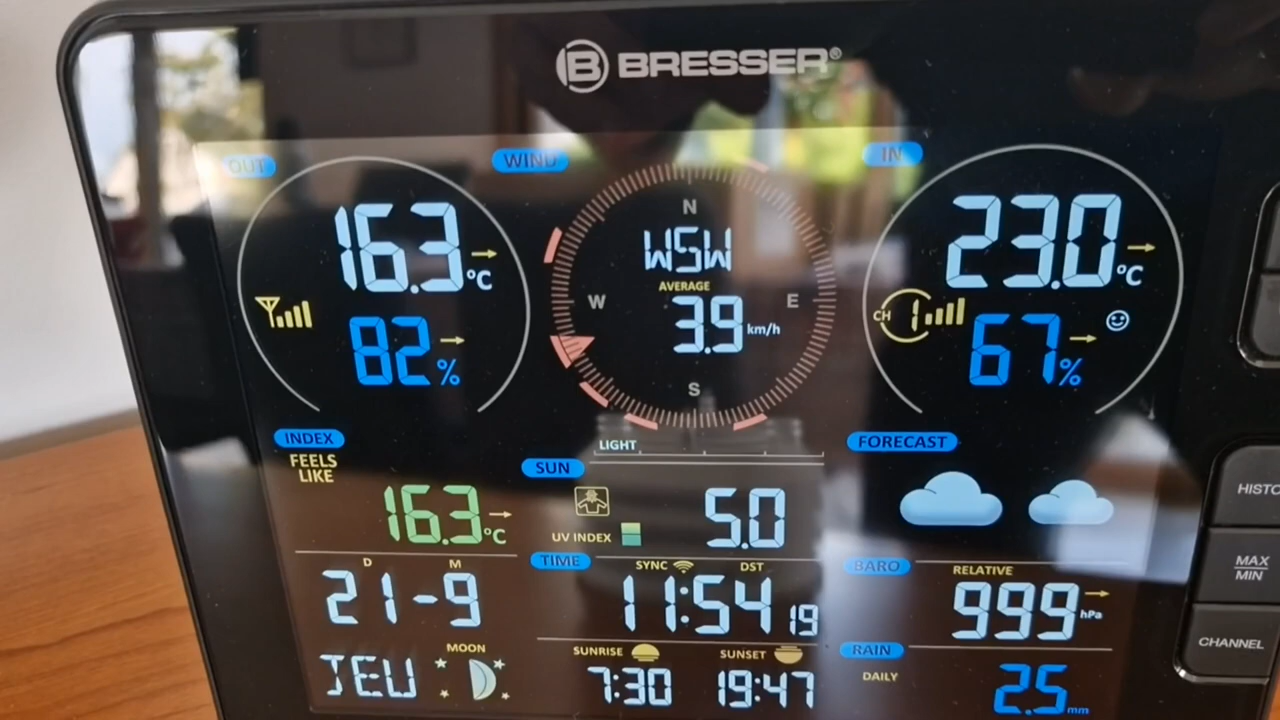 BRESSER®
OUT WIND IN
N
16.3 °C WSW 23.0 °C
AVERAGE
W E
82 % 3.9 km/h CH 1 67 %
S
INDEX LIGHT FORECAST
FEELS LIKE SUN
16.3 °C UV INDEX 5.0
D M TIME SYNC DST BARO RELATIVE
21-9 11:54 19 999 hPa
MOON SUNRISE SUNSET RAIN
JEU 7:30 19:47 DAILY 2.5 mm
MAX
MIN
CHANNEL